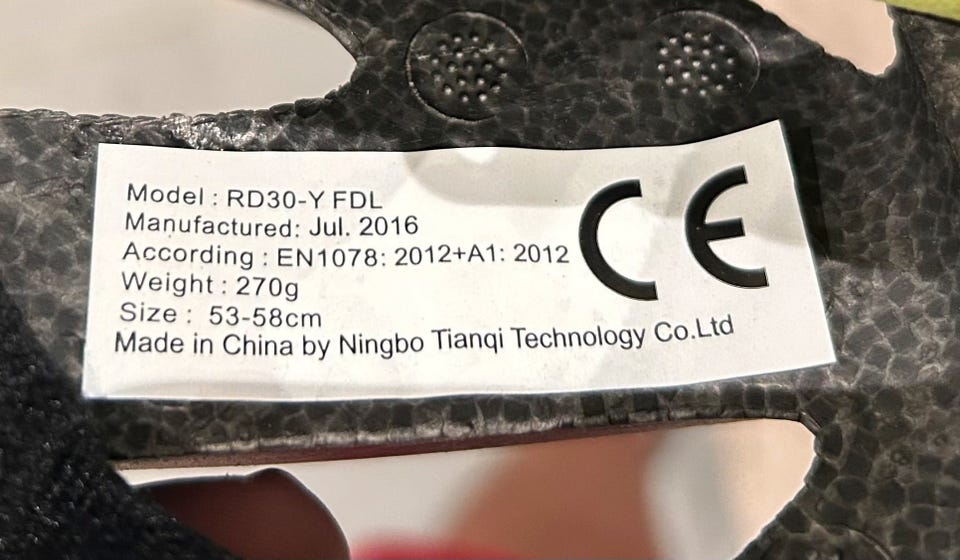 Model : RD30-Y FDL
Manufactured: Jul. 2016
According : EN1078: 2012+A1: 2012
Weight : 270g
Size : 53-58cm
Made in China by Ningbo Tianqi Technology Co.Ltd
CE